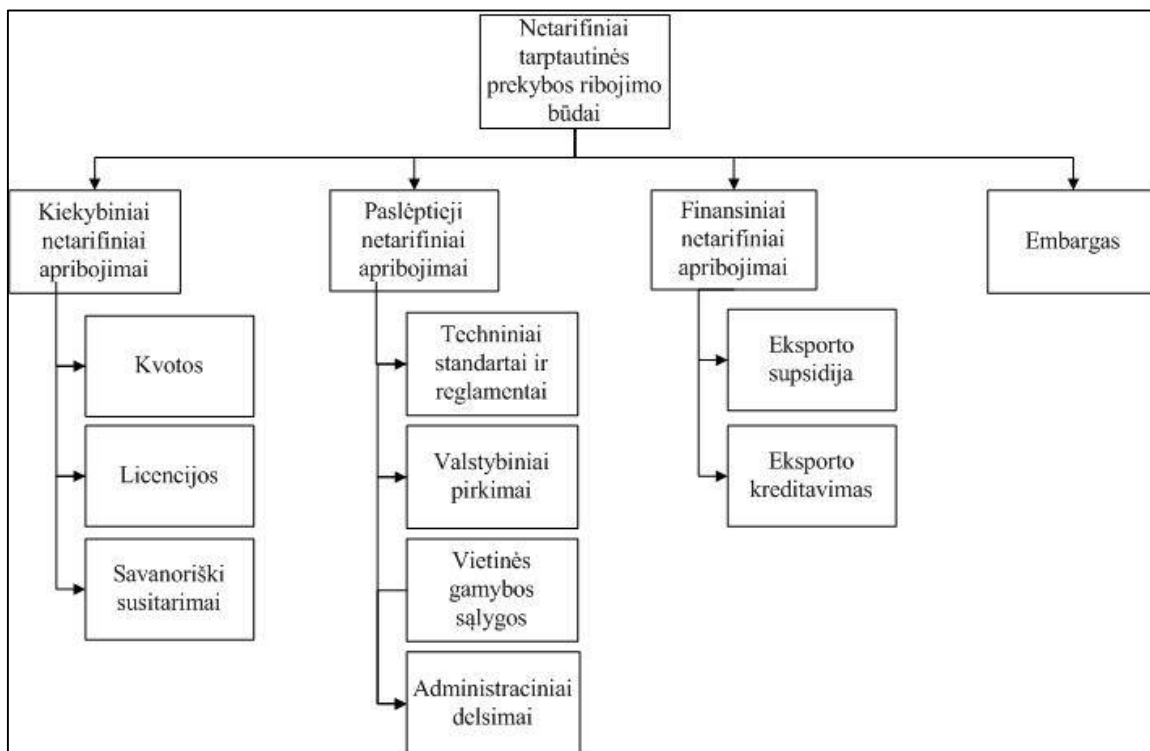 Netarifiniai
tarptautinės
prekybos ribojimo
būdai
Kiekybiniai
netarifiniai
apribojimai
Paslėptieji
netarifiniai
apribojimai
Finansiniai
netarifiniai
apribojimai
Embargas
Kvotos
Licencijos
Savanoriški
susitarimai
Techniniai
standartai ir
reglamentai
Valstybiniai
pirkimai
Vietinės
gamybos
sąlygos
Administraciniai
delsimai
Eksporto
supsidija
Eksporto
kreditavimas